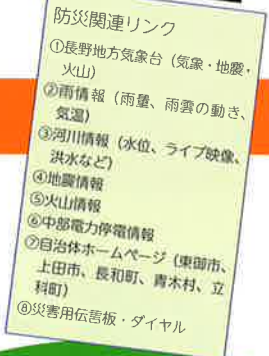 防災関連リンク
①長野地方気象台（気象・地震・
火山）
②雨情報（雨量、雨雲の動き、
気温）
③河川情報（水位、ライブ映像、
洪水など）
④地震情報
⑤火山情報
⑥中部電力停電情報
⑦自治体ホームページ（東御市、
上田市、長和町、青木村、立
科町）
⑧災害用伝言板・ダイヤル